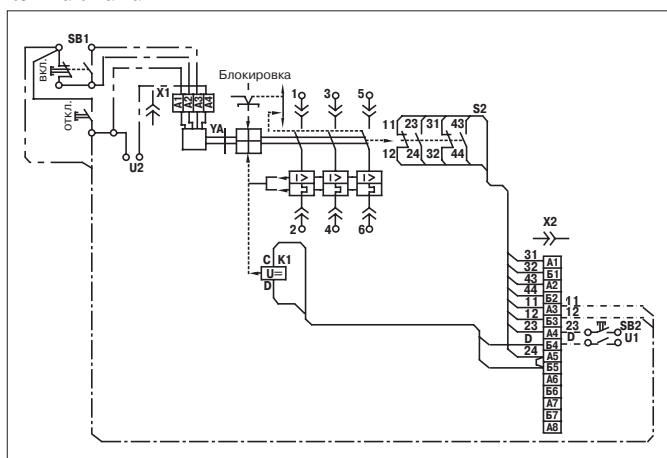 SB1
ВКЛ.
ОТКЛ.
X1
A1
A2
A3
A4
U2
YA
Блокировка
1
3
5
I>
I>
I>
2
4
6
S2
11
23
31
43
12
24
32
44
C
K1
U=
D
X2
31
A1
32
Б1
43
A2
44
Б2
11
A3
11
12
Б3
12
23
A4
23
SB2
D
Б4
D
U1
24
A5
Б5
A6
Б6
A7
Б7
A8